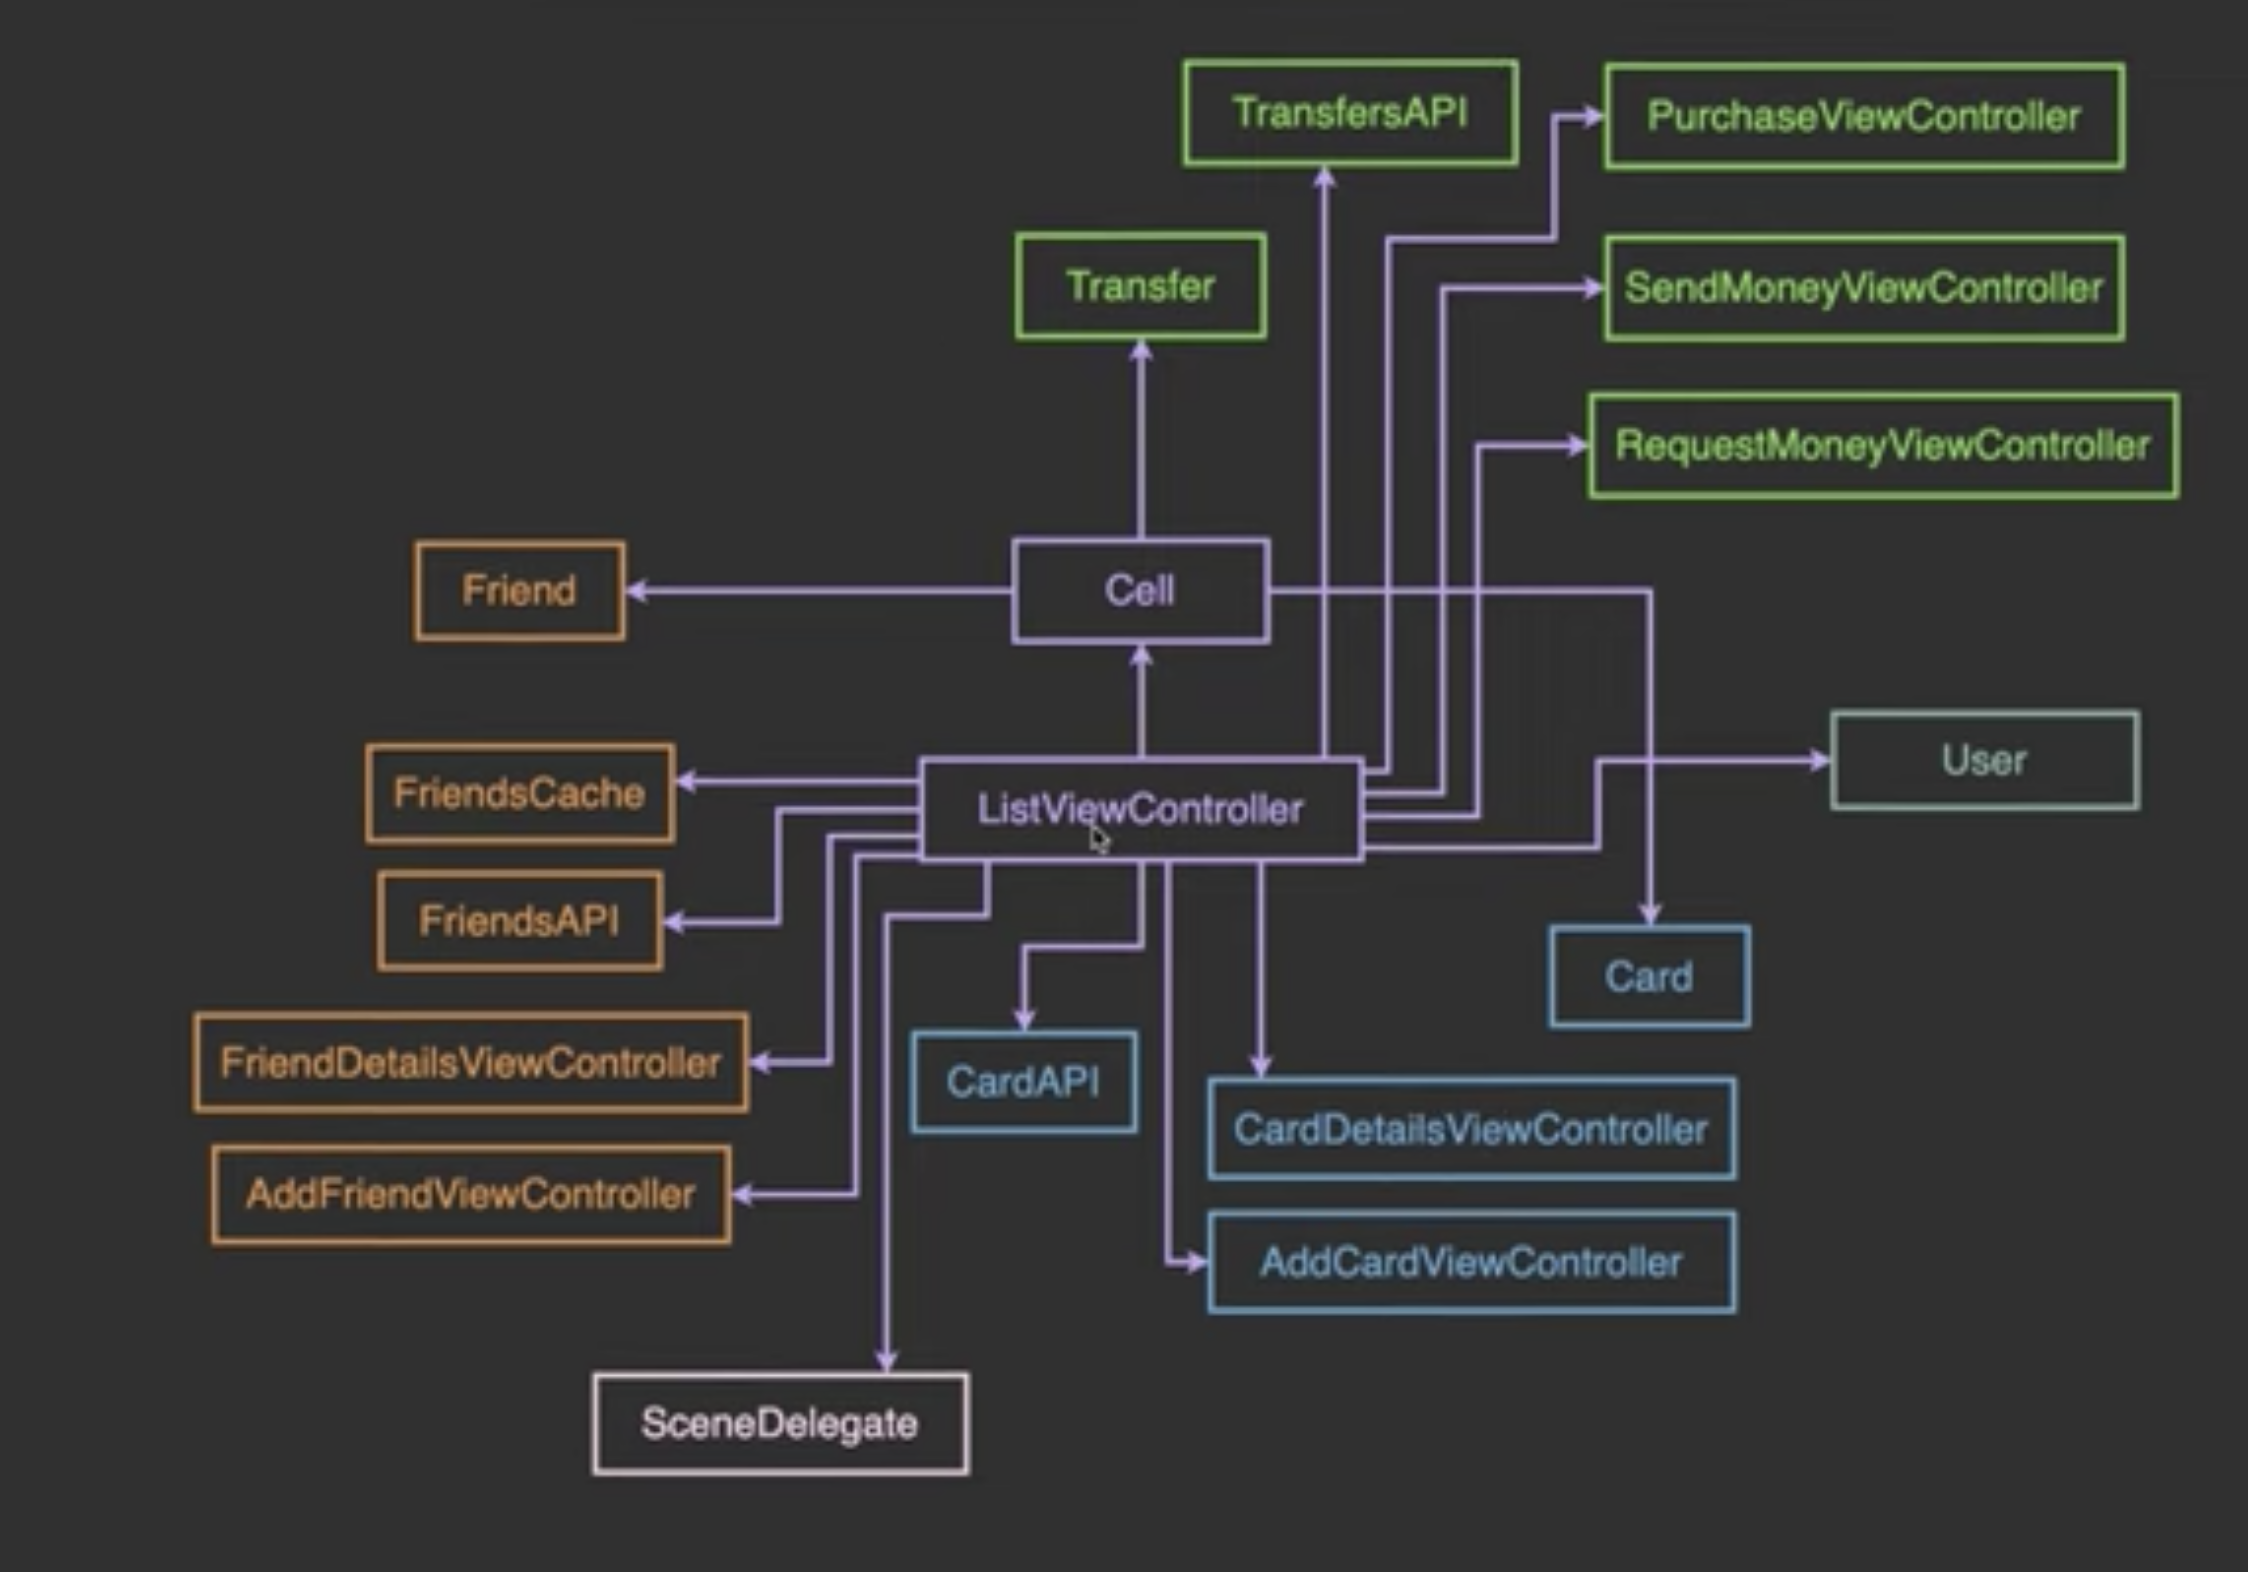 TransfersAPI
PurchaseViewController
Transfer
SendMoneyViewController
RequestMoneyViewController
Friend
Cell
User
FriendsCache
ListViewController
FriendsAPI
Card
FriendDetailsViewController
CardAPI
CardDetailsViewController
AddFriendViewController
AddCardViewController
SceneDelegate